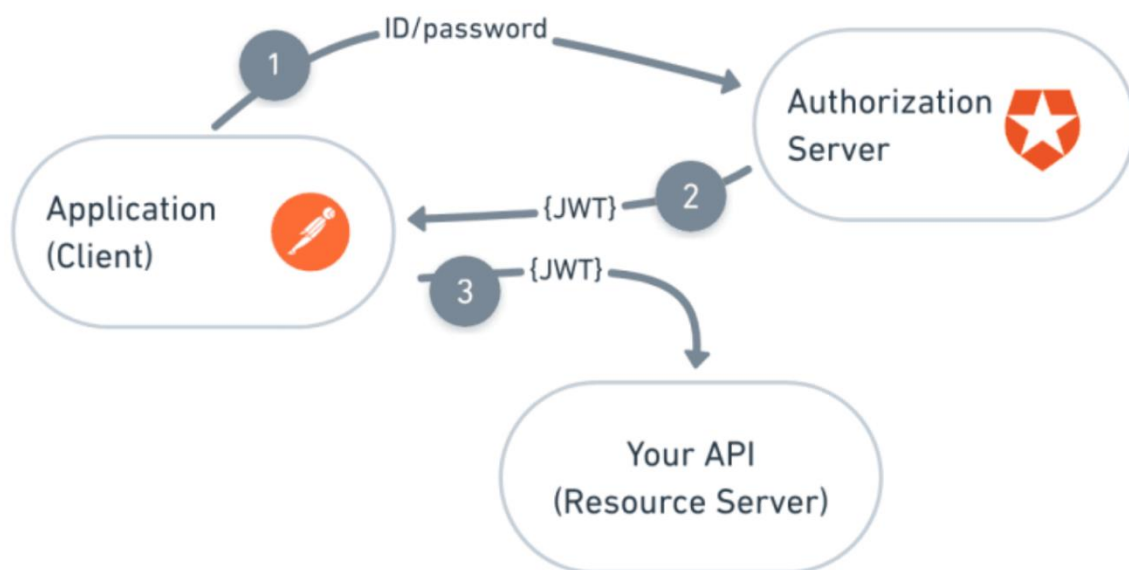 1
ID/password
Authorization
Server
Application
(Client)
{JWT}
2
3
{JWT}
Your API
(Resource Server)